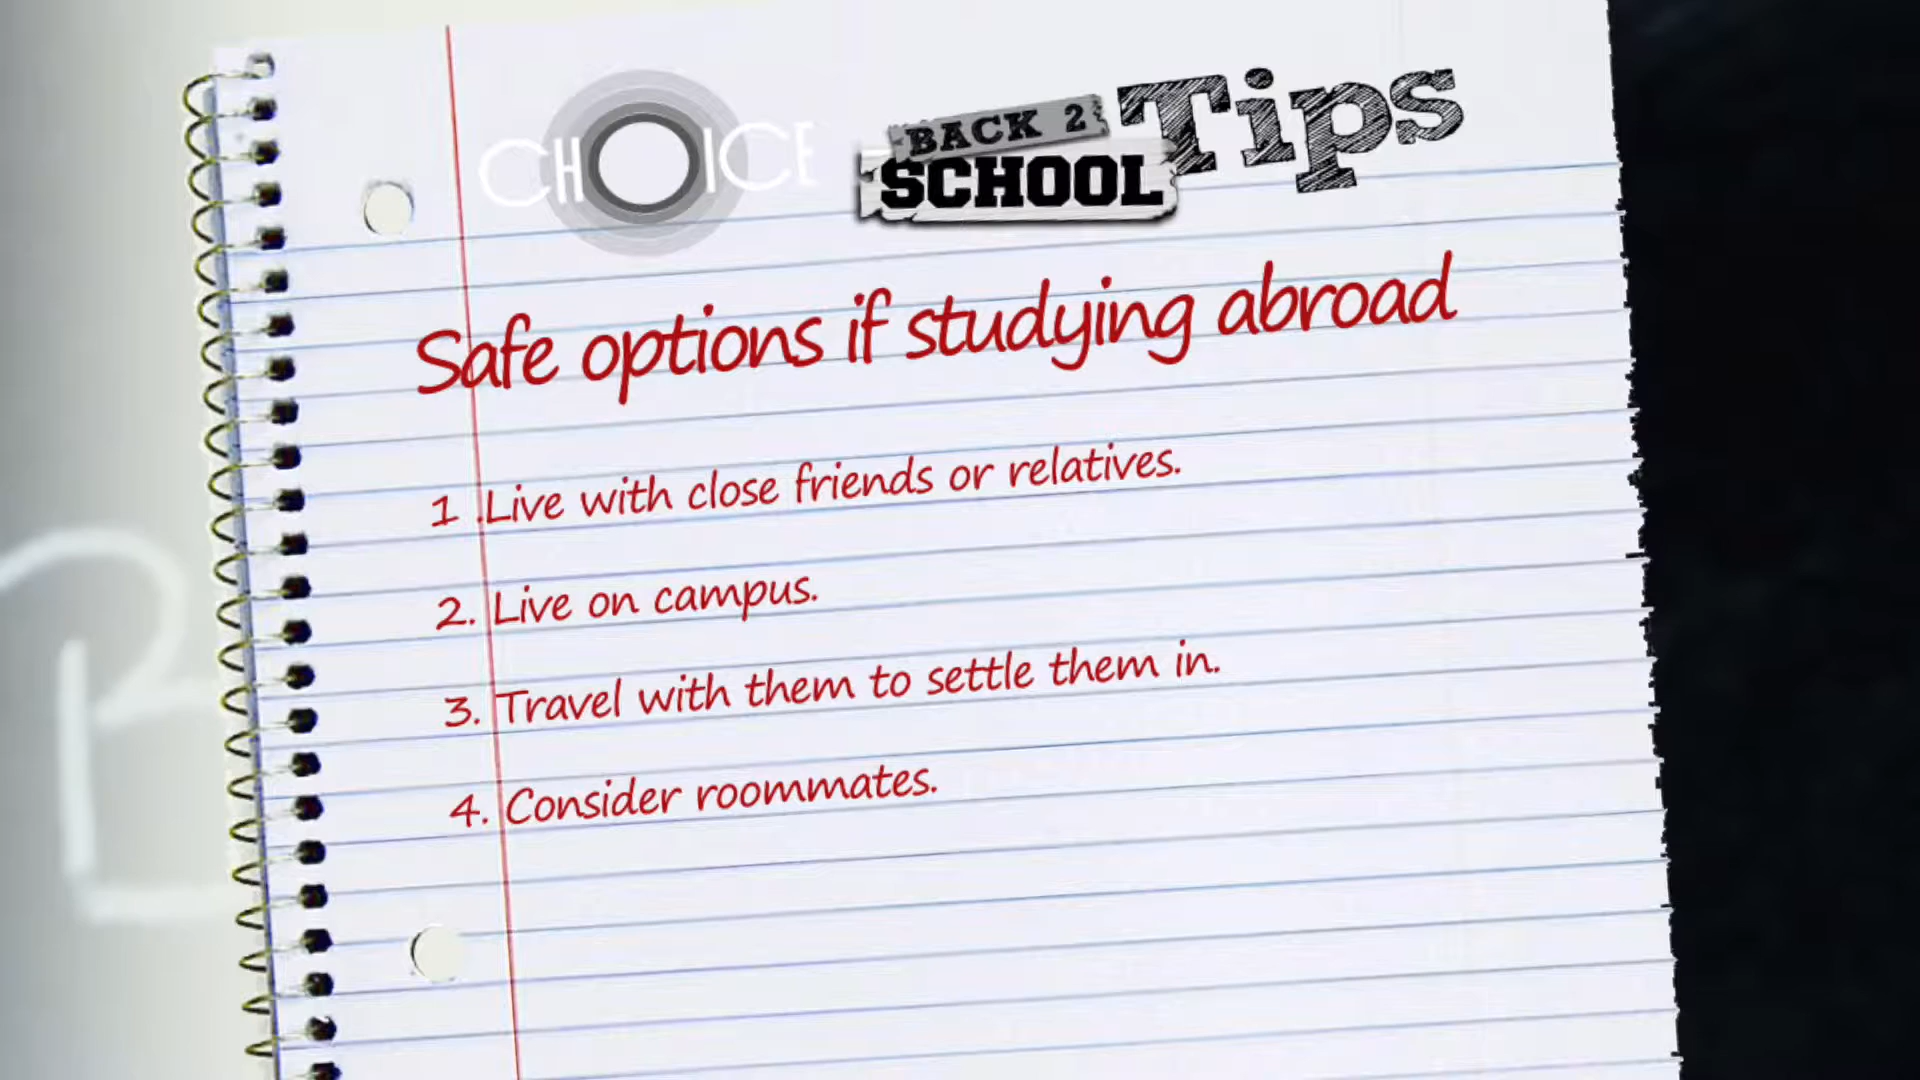 CHOICE
BACK 2
SCHOOL
Tips
Safe options if studying abroad
1 .Live with close friends or relatives.
2. Live on campus.
3. Travel with them to settle them in.
4. Consider roommates.